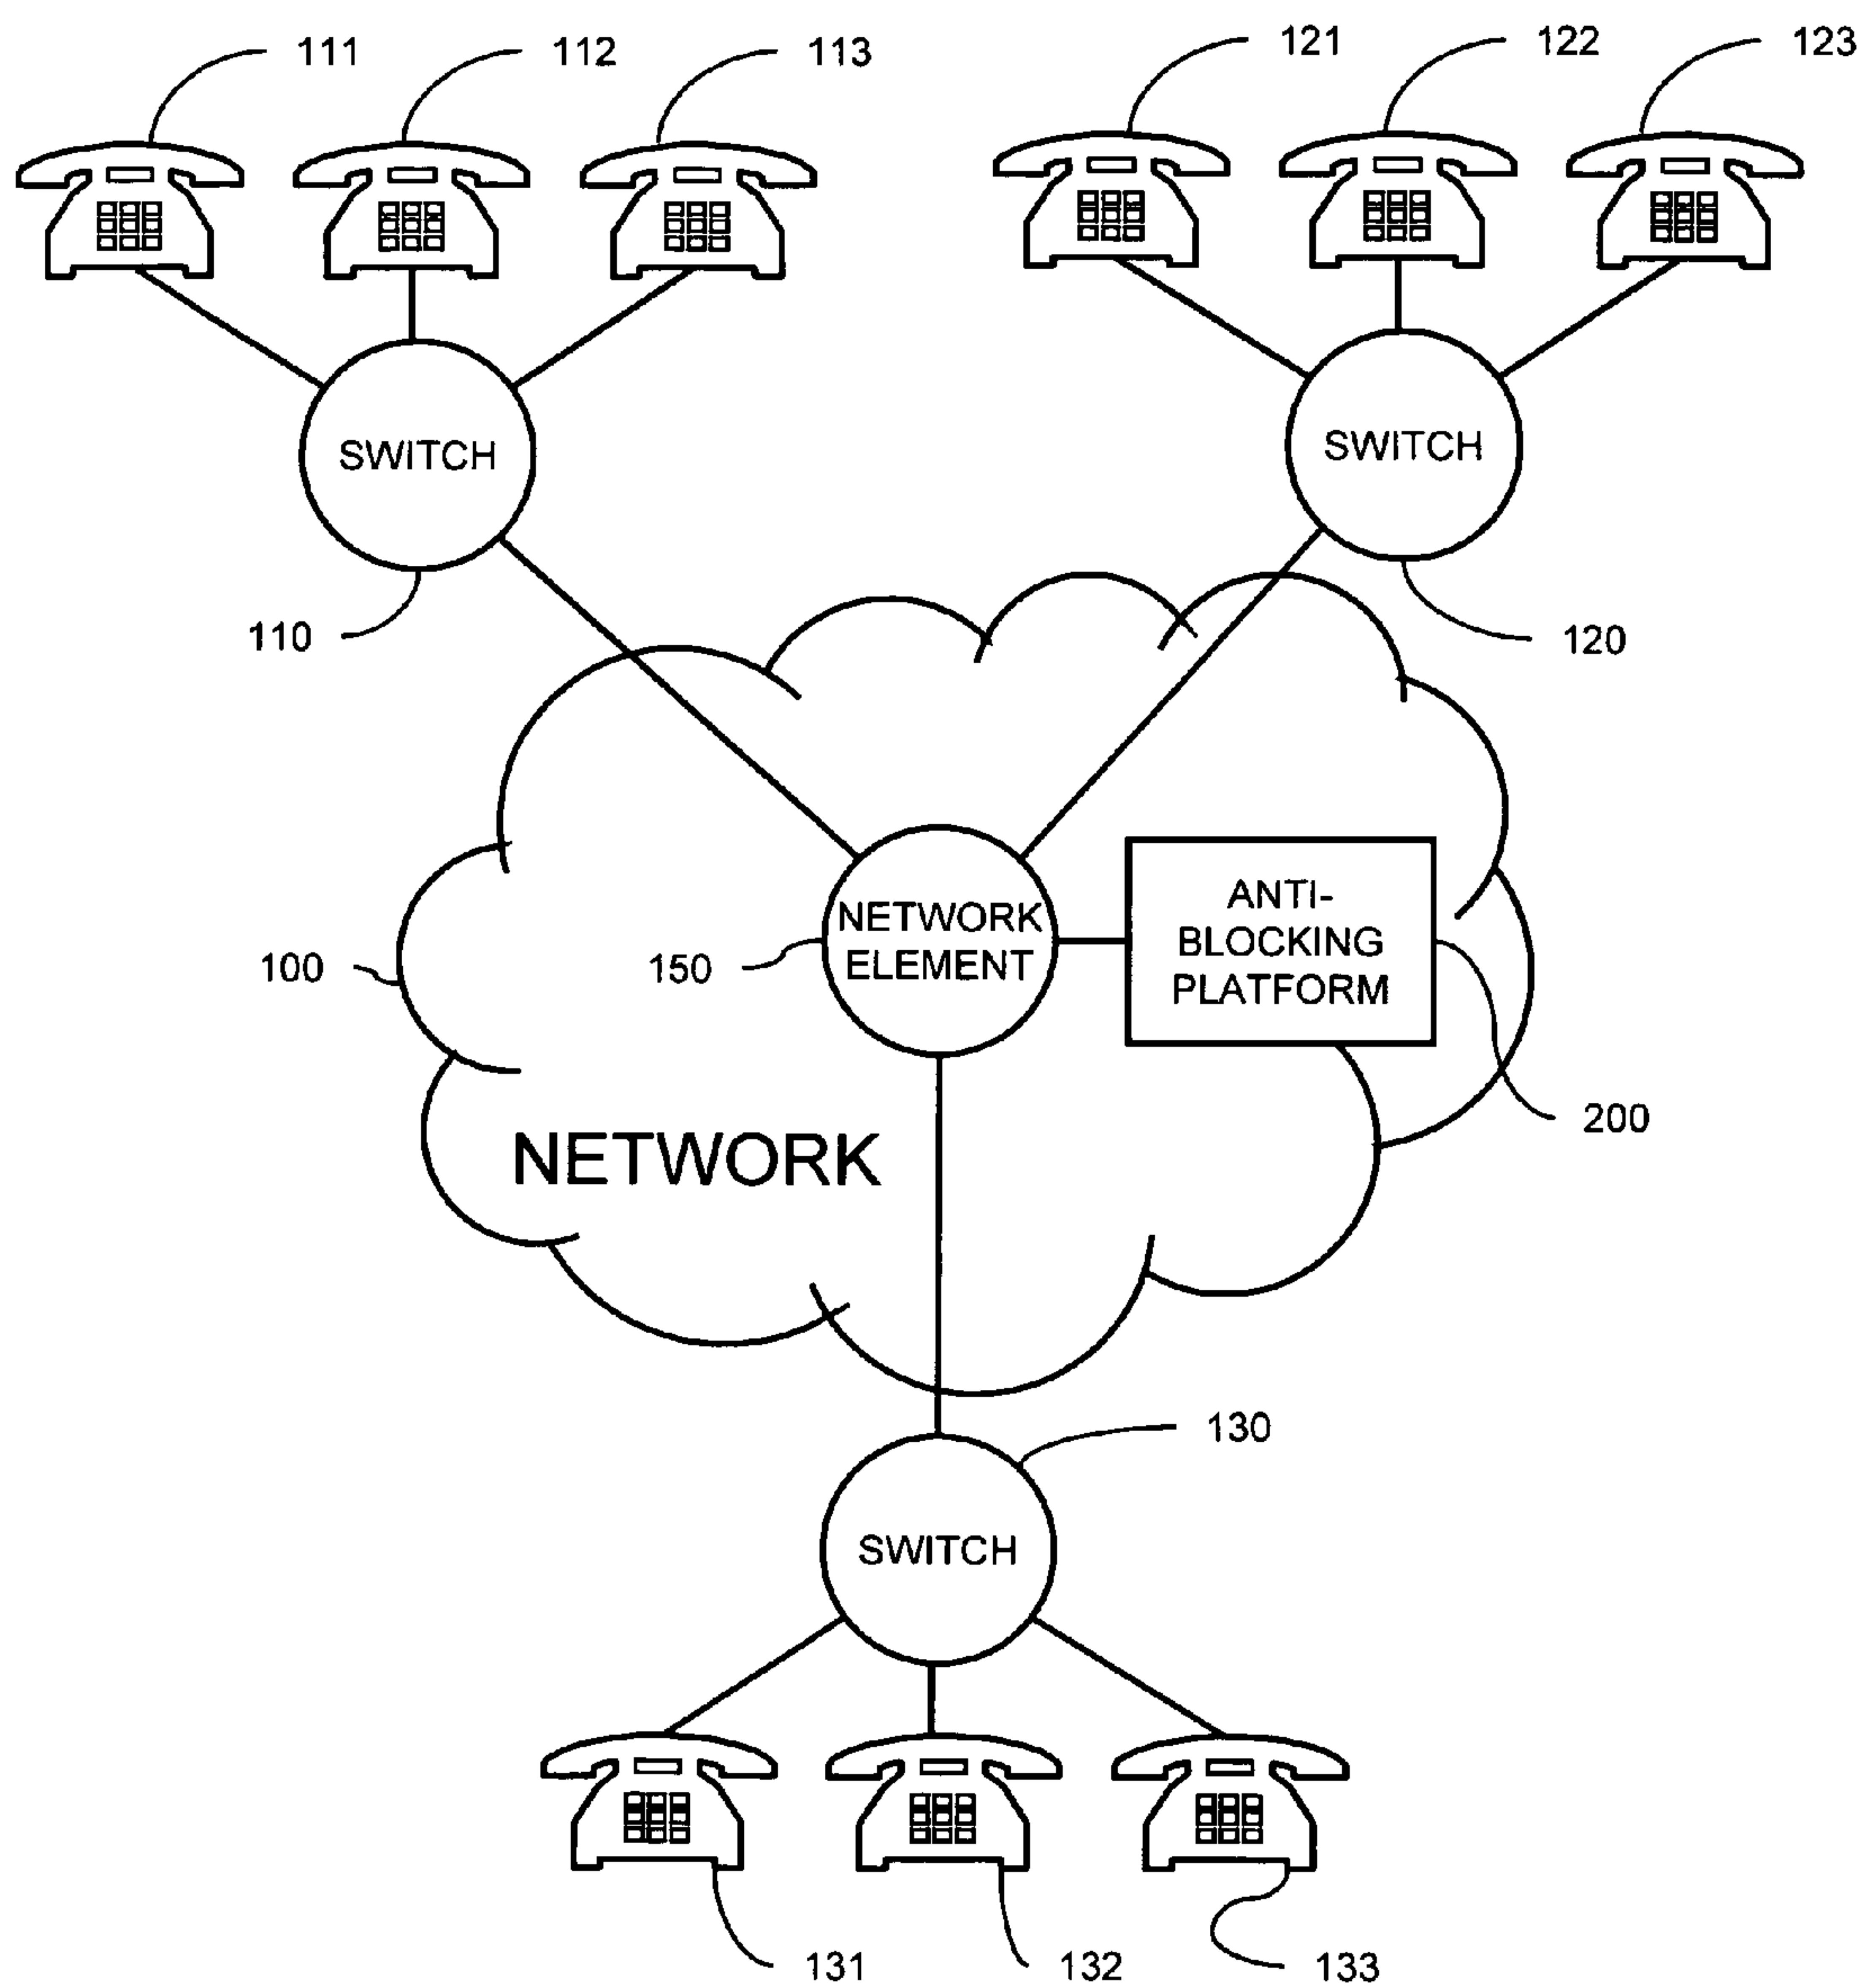 111
112
113
121
122
123
SWITCH
SWITCH
110
120
NETWORK
ELEMENT
ANTI-
BLOCKING
PLATFORM
100
150
200
NETWORK
130
SWITCH
131
132
133